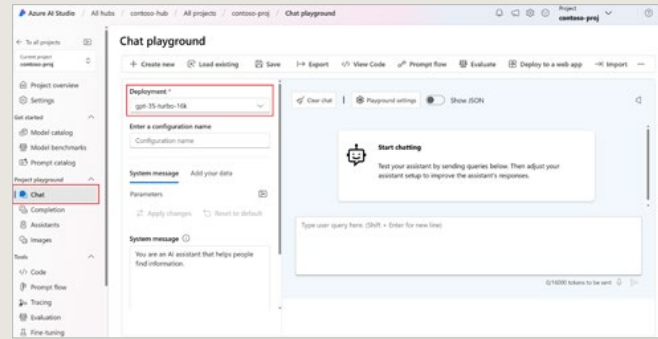 Azure AI Studio / All hubs / contoso-hub / All projects / contoso-proj / Chat playground
Project
contoso-proj
To all projects
Current project
contoso-proj
Project overview
Settings
Get started
Model catalog
Model benchmarks
Prompt catalog
Project playground
Chat
Completion
Assistants
Images
Tools
Code
Prompt flow
Tracing
Evaluation
Fine-tuning
Chat playground
Create new Load existing Save Export View Code Prompt flow Evaluate Deploy to a web app Import
Deployment *
gpt-35-turbo-16k
Enter a configuration name
Configuration name
System message Add your data
Parameters
Apply changes Reset to default
System message
You are an AI assistant that helps people
find information.
Clear chat Playground settings Show JSON
Start chatting
Test your assistant by sending queries below. Then adjust your
assistant setup to improve the assistant's responses.
Type user query here. (Shift + Enter for new line)
0/16000 tokens to be sent